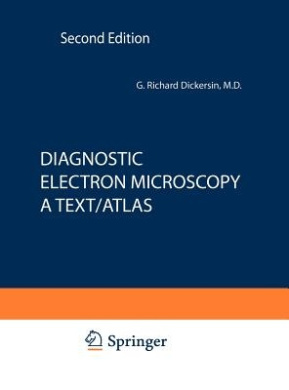 Second Edition
G. Richard Dickersin, M.D.
DIAGNOSTIC
ELECTRON MICROSCOPY
A TEXT/ATLAS
Springer